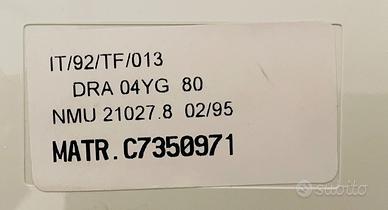 IT/92/TF/013
DRA 04YG 80
NMU 21027.8 02/95
MATR.C7350971
subito